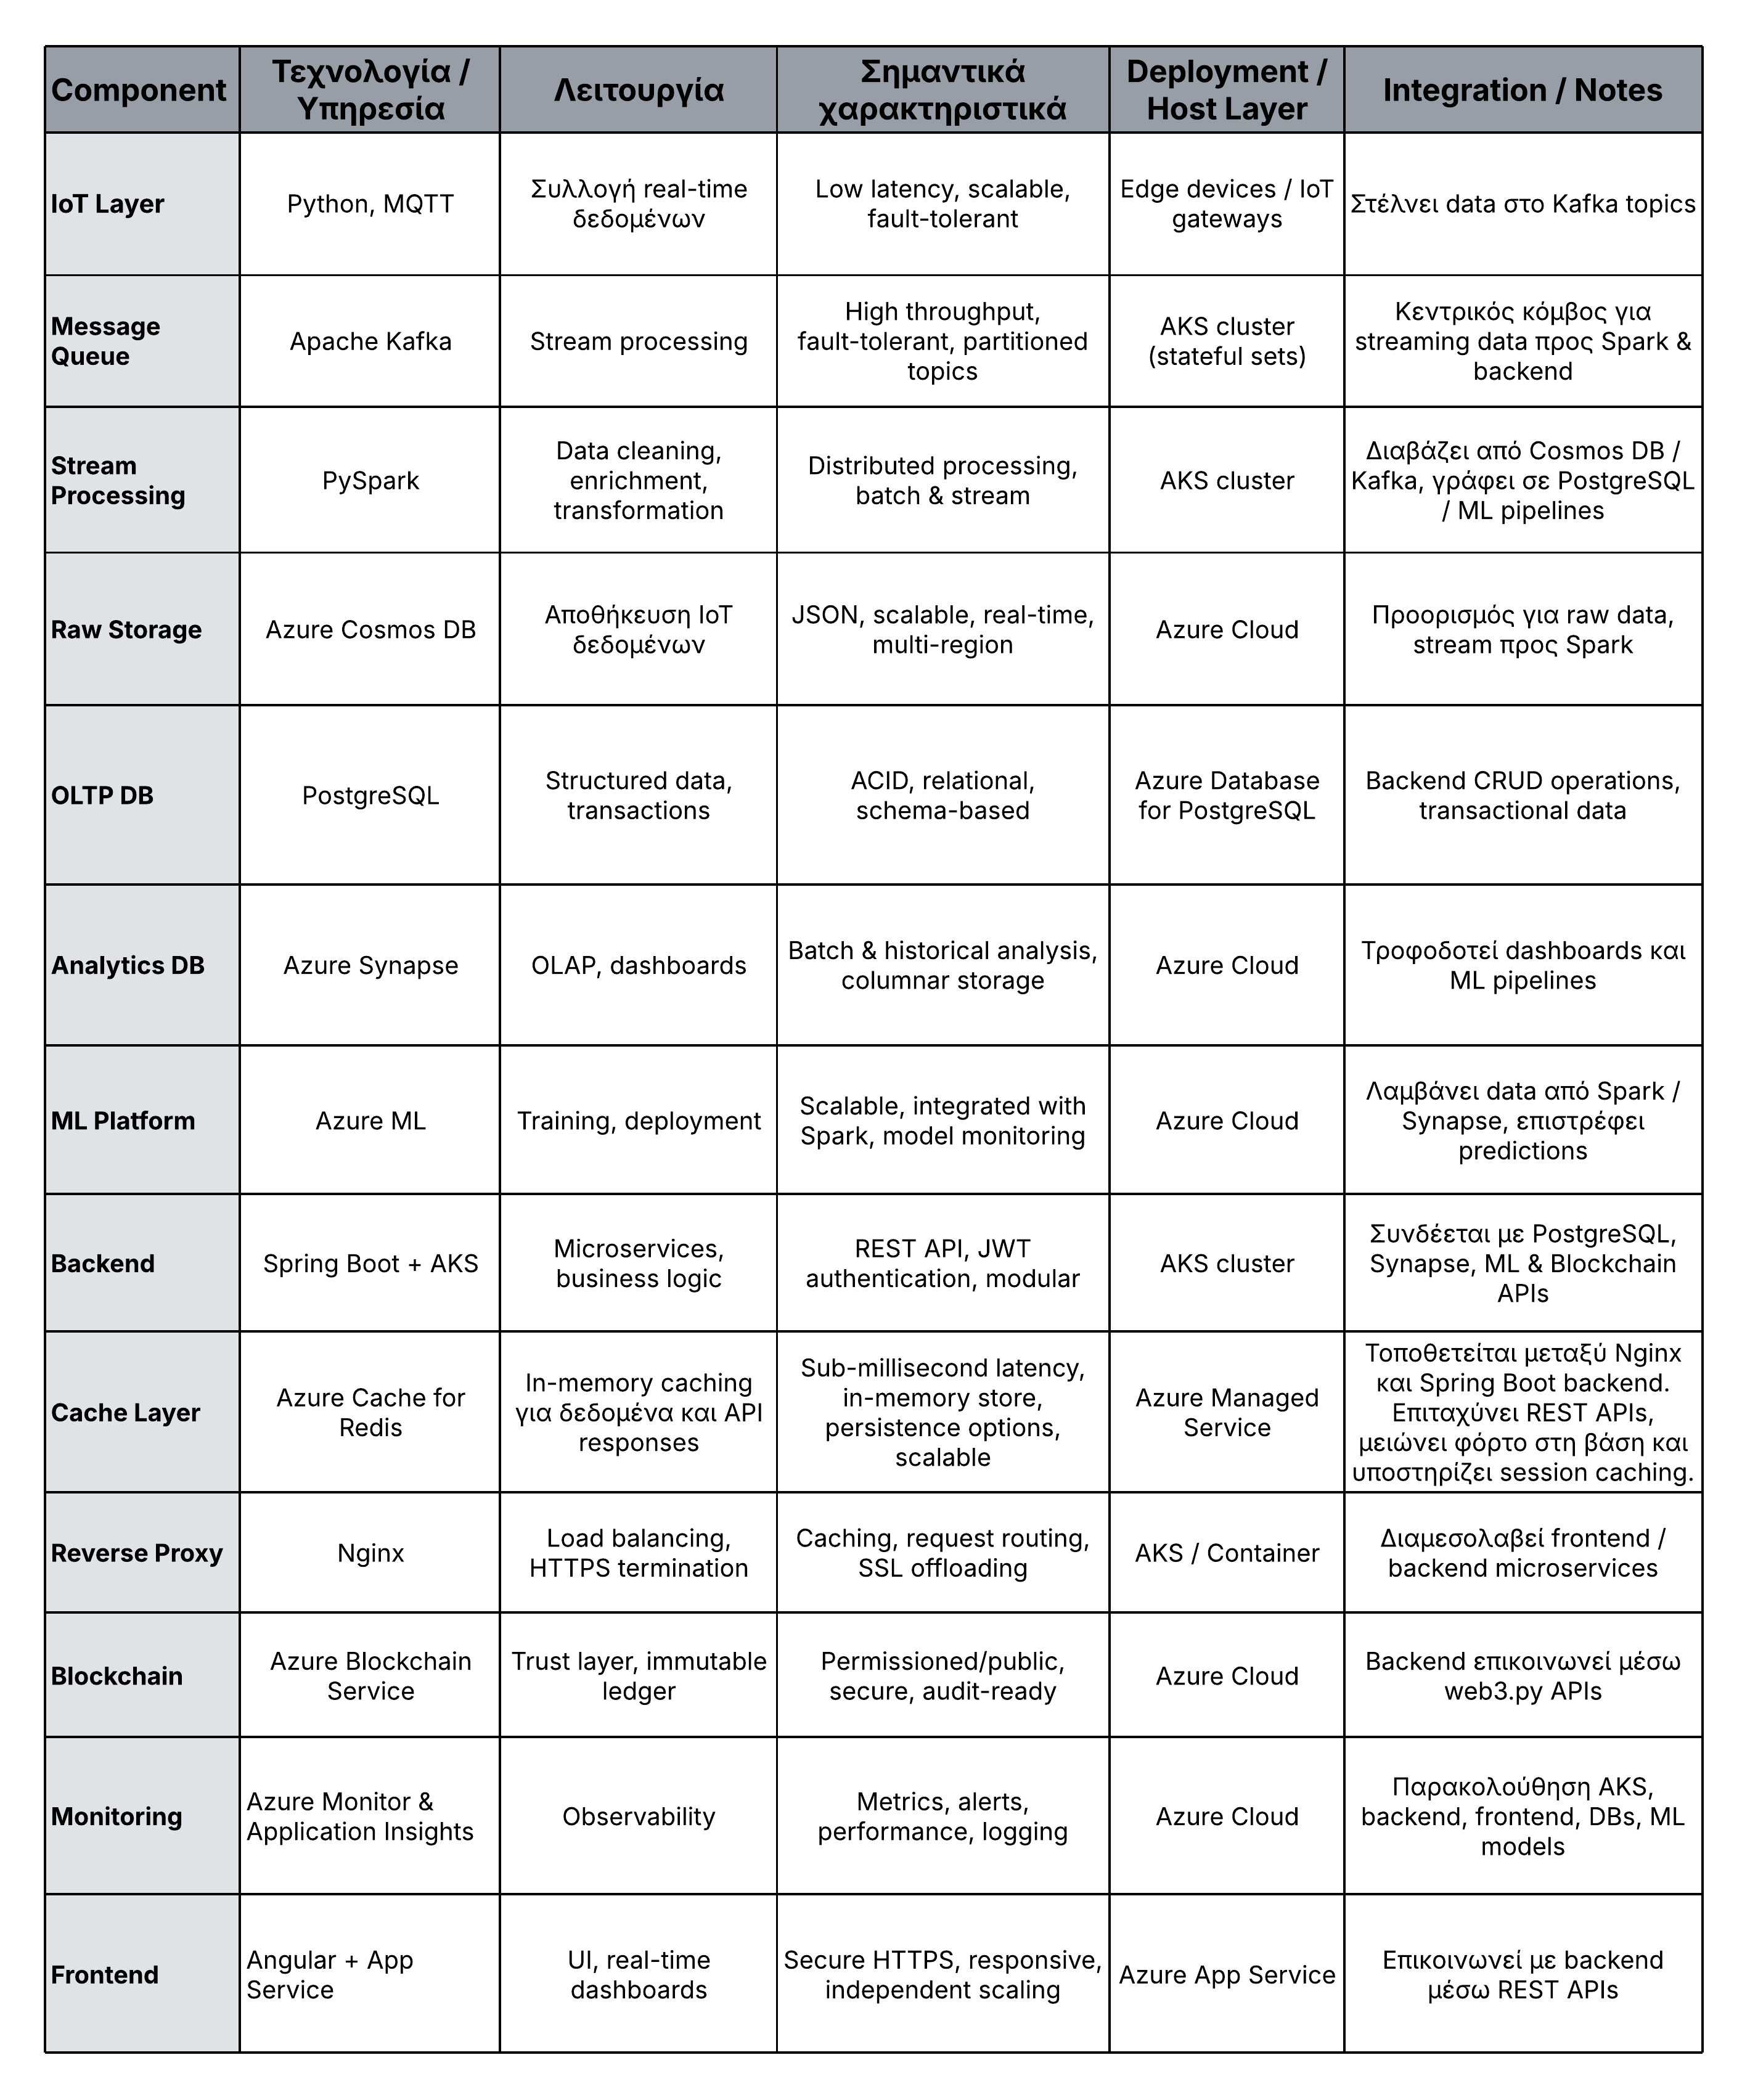 Component
Τεχνολογία /
Υπηρεσία
Λειτουργία
Σημαντικά
χαρακτηριστικά
Deployment /
Host Layer
Integration / Notes
IoT Layer
Python, MQTT
Συλλογή real-time
δεδομένων
Low latency, scalable,
fault-tolerant
Edge devices / IoT
gateways
Στέλνει data στο Kafka topics
Message
Queue
Apache Kafka
Stream processing
High throughput,
fault-tolerant, partitioned
topics
AKS cluster
(stateful sets)
Κεντρικός κόμβος για
streaming data προς Spark &
backend
Stream
Processing
PySpark
Data cleaning,
enrichment,
transformation
Distributed processing,
batch & stream
AKS cluster
Διαβάζει από Cosmos DB /
Kafka, γράφει σε PostgreSQL
/ ML pipelines
Raw Storage
Azure Cosmos DB
Αποθήκευση IoT
δεδομένων
JSON, scalable, real-time,
multi-region
Azure Cloud
Προορισμός για raw data,
stream προς Spark
OLTP DB
PostgreSQL
Structured data,
transactions
ACID, relational,
schema-based
Azure Database
for PostgreSQL
Backend CRUD operations,
transactional data
Analytics DB
Azure Synapse
OLAP, dashboards
Batch & historical analysis,
columnar storage
Azure Cloud
Τροφοδοτεί dashboards και
ML pipelines
ML Platform
Azure ML
Training, deployment
Scalable, integrated with
Spark, model monitoring
Azure Cloud
Λαμβάνει data από Spark /
Synapse, επιστρέφει
predictions
Backend
Spring Boot + AKS
Microservices,
business logic
REST API, JWT
authentication, modular
AKS cluster
Συνδέεται με PostgreSQL,
Synapse, ML & Blockchain
APIs
Cache Layer
Azure Cache for
Redis
In-memory caching
για δεδομένα και API
responses
Sub-millisecond latency,
in-memory store,
persistence options,
scalable
Azure Managed
Service
Τοποθετείται μεταξύ Nginx
και Spring Boot backend.
Επιταχύνει REST APIs,
μειώνει φόρτο στη βάση και
υποστηρίζει session caching.
Reverse Proxy
Nginx
Load balancing,
HTTPS termination
Caching, request routing,
SSL offloading
AKS / Container
Διαμεσολαβεί frontend /
backend microservices
Blockchain
Azure Blockchain
Service
Trust layer, immutable
ledger
Permissioned/public,
secure, audit-ready
Azure Cloud
Backend επικοινωνεί μέσω
web3.py APIs
Monitoring
Azure Monitor &
Application Insights
Observability
Metrics, alerts,
performance, logging
Azure Cloud
Παρακολούθηση AKS,
backend, frontend, DBs, ML
models
Frontend
Angular + App
Service
UI, real-time
dashboards
Secure HTTPS, responsive,
independent scaling
Azure App Service
Επικοινωνεί με backend
μέσω REST APIs